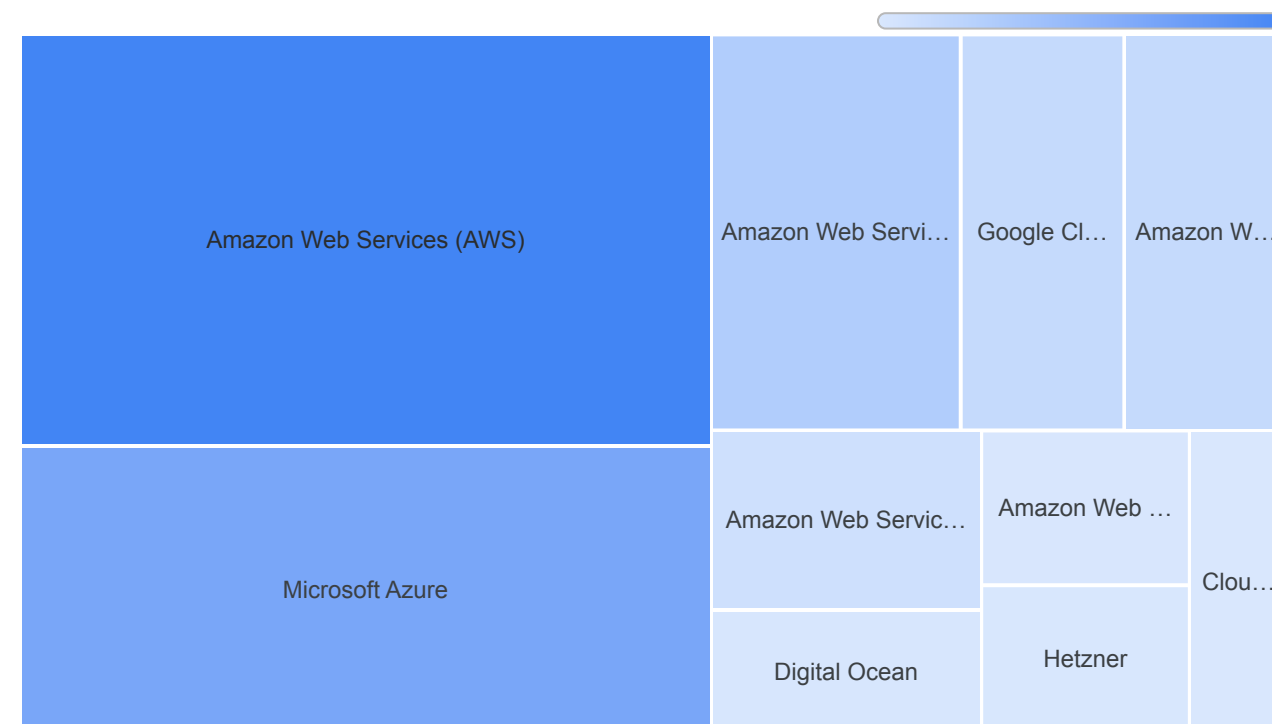 Amazon Web Services (AWS)
Amazon Web Servi…
Google Cl…
Amazon W…
Microsoft Azure
Amazon Web Servic…
Amazon Web …
Clou…
Digital Ocean
Hetzner